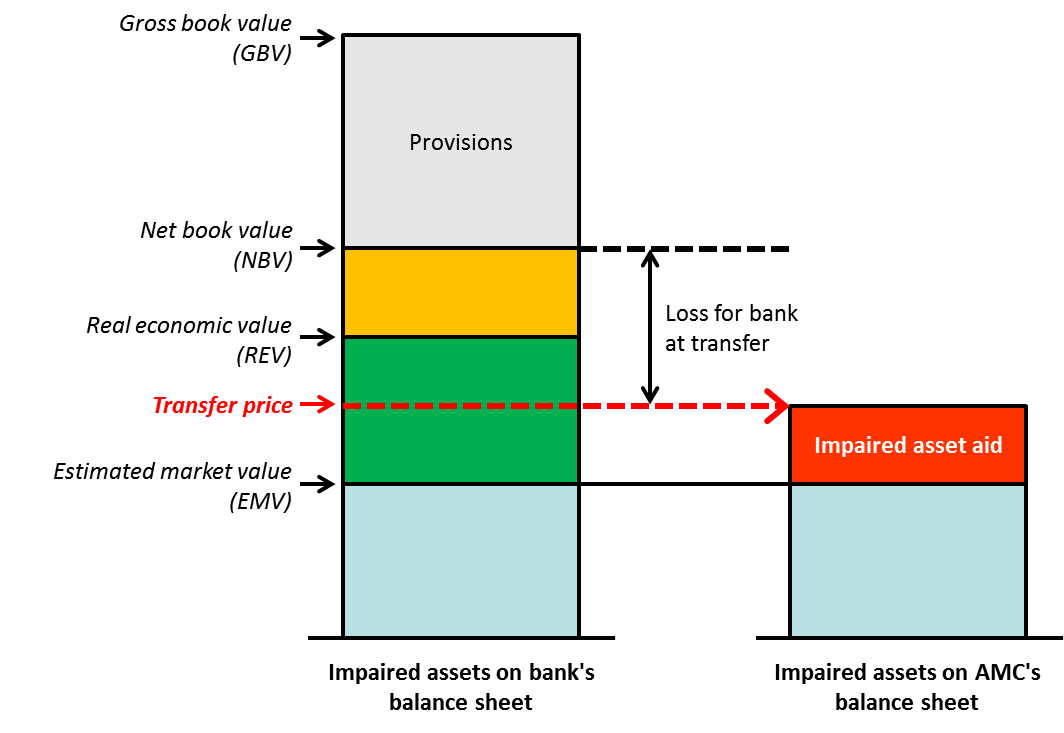 Gross book value
(GBV)
Provisions
Net book value
(NBV)
Loss for bank
at transfer
Real economic value
(REV)
Transfer price
Impaired asset aid
Estimated market value
(EMV)
Impaired assets on bank's
balance sheet
Impaired assets on AMC's
balance sheet